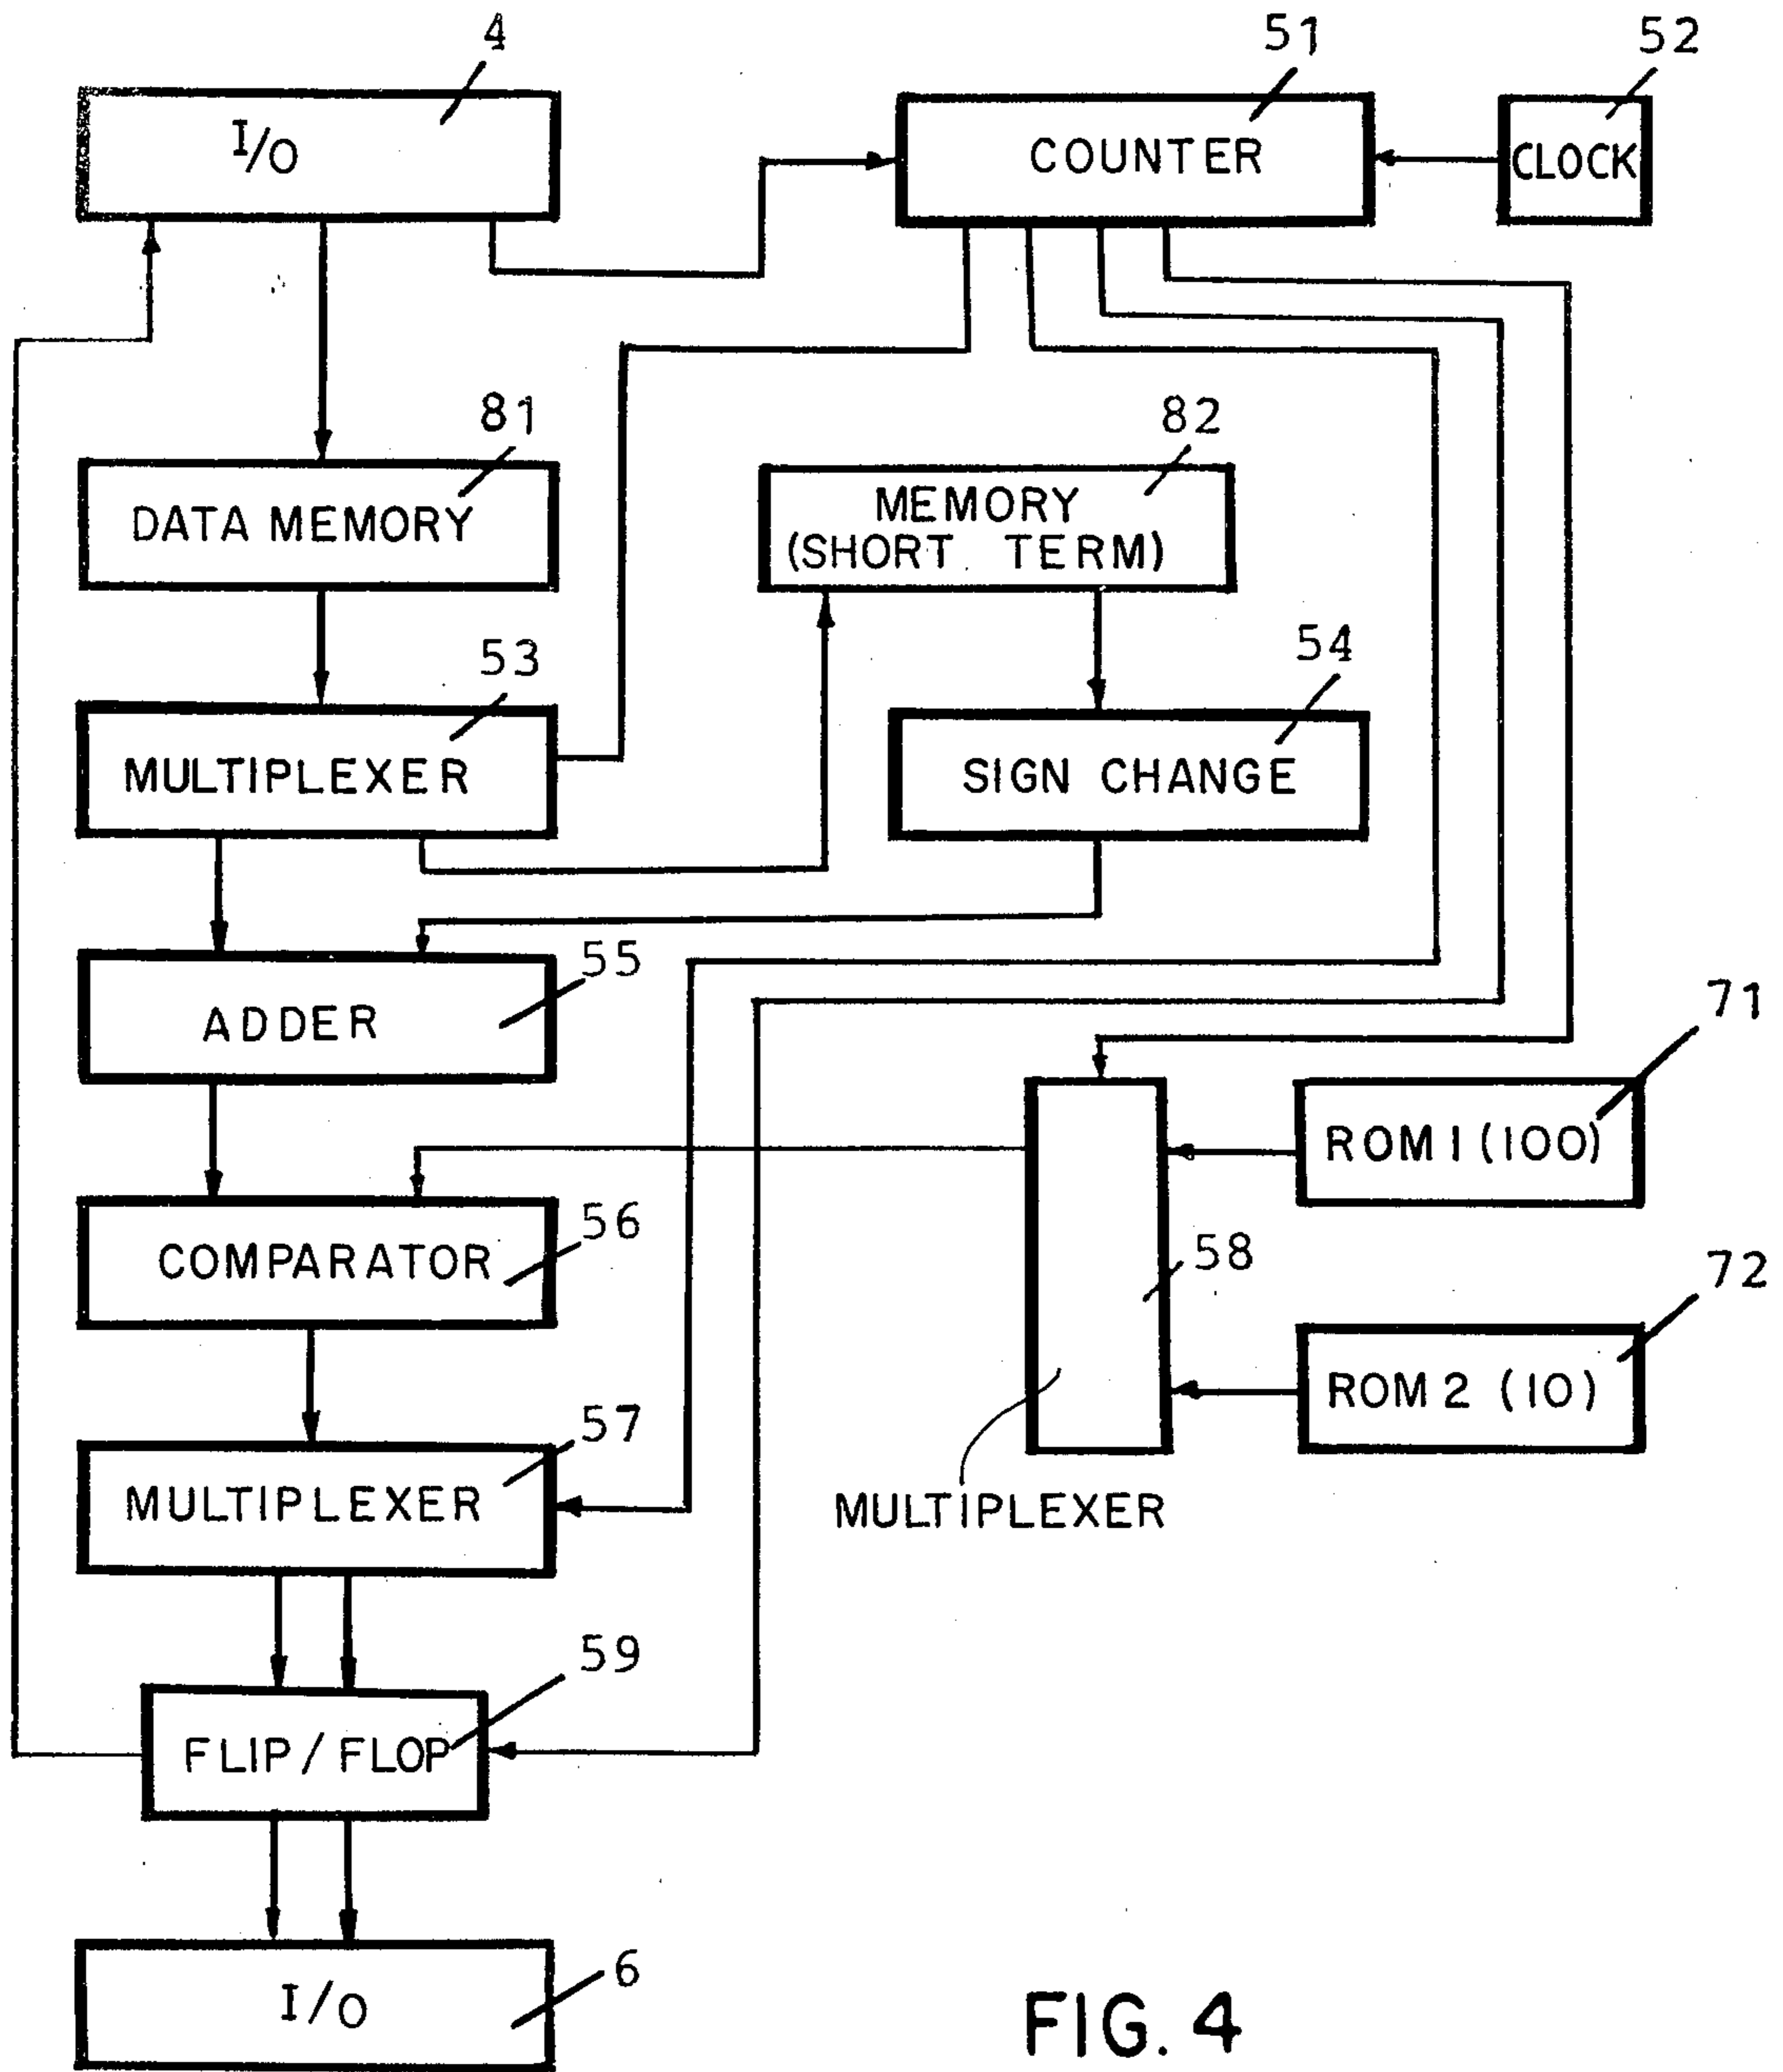 4
51
52
I/O
COUNTER
CLOCK
81
82
DATA MEMORY
MEMORY
(SHORT TERM)
53
54
MULTIPLEXER
SIGN CHANGE
55
ADDER
71
ROM 1 (100)
56
COMPARATOR
58
72
ROM 2 (10)
57
MULTIPLEXER
MULTIPLEXER
59
FLIP/FLOP
6
I/O
FIG. 4